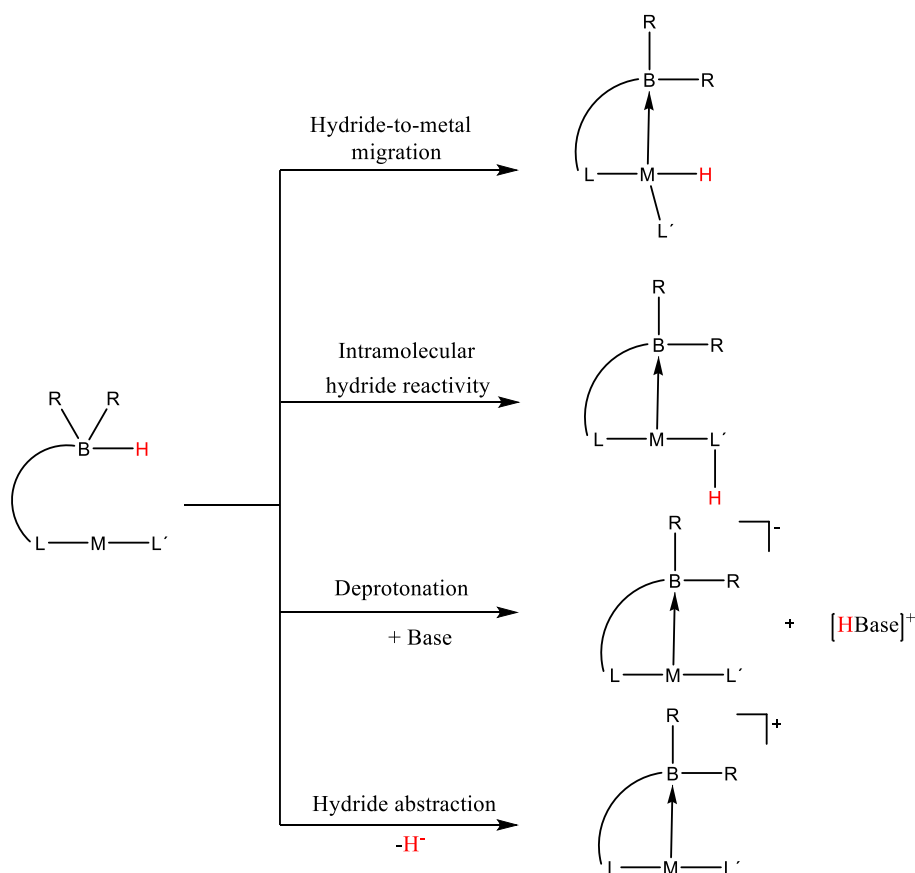 R
B R
Hydride-to-metal
migration
L M H
L´
R
Intramolecular
B R
hydride reactivity
R R
B H
L M L´
H
L M L´
R
-
B R
Deprotonation
+ [HBase]+
+ Base
L M L´
R
+
B R
Hydride abstraction
-H-
L M L´